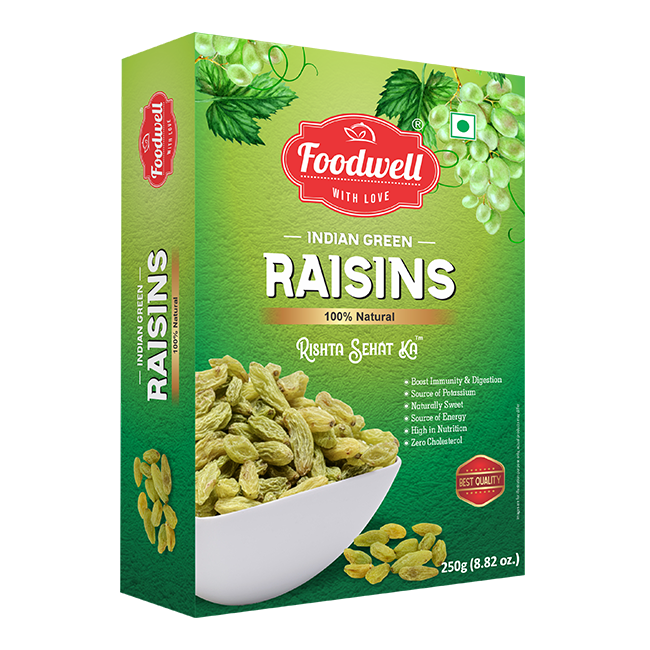 Foodwell
WITH LOVE
INDIAN GREEN
RAISINS
100% Natural
Foodwell
®
WITH LOVE
INDIAN GREEN
RAISINS
100% Natural
RISHTA SEHAT KA™
Boost Immunity & Digestion
Source of Potassium
Naturally Sweet
Source of Energy
High in Nutrition
Zero Cholesterol
BEST QUALITY
250g (8.82 oz.)